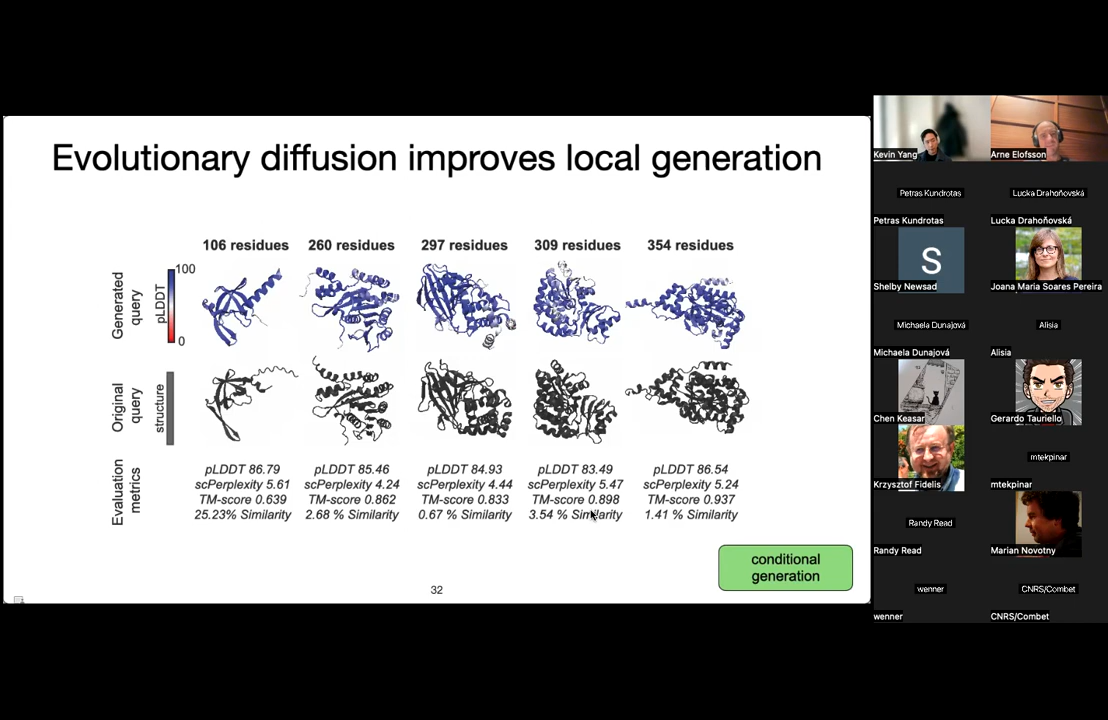 Evolutionary diffusion improves local generation
106 residues
260 residues
297 residues
309 residues
354 residues
Generated
query
pLDDT
100
0
Original
query
structure
Evaluation
metrics
pLDDT 86.79
scPerplexity 5.61
TM-score 0.639
25.23% Similarity
pLDDT 85.46
scPerplexity 4.24
TM-score 0.862
2.68 % Similarity
pLDDT 84.93
scPerplexity 4.44
TM-score 0.833
0.67 % Similarity
pLDDT 83.49
scPerplexity 5.47
TM-score 0.898
3.54 % Similarity
pLDDT 86.54
scPerplexity 5.24
TM-score 0.937
1.41 % Similarity
conditional
generation
32
Kevin Yang
Arne Elofsson
Petras Kundrotas
Lucka Drahoňovská
Petras Kundrotas
Lucka Drahoňovská
S
Shelby Newsad
Joana Maria Soares Pereira
Michaela Dunajová
Alisia
Michaela Dunajová
Alisia
Chen Keasar
Gerardo Tauriello
mtekpinar
Krzysztof Fidelis
mtekpinar
Randy Read
Randy Read
Marian Novotny
wenner
CNRS/Combet
wenner
CNRS/Combet